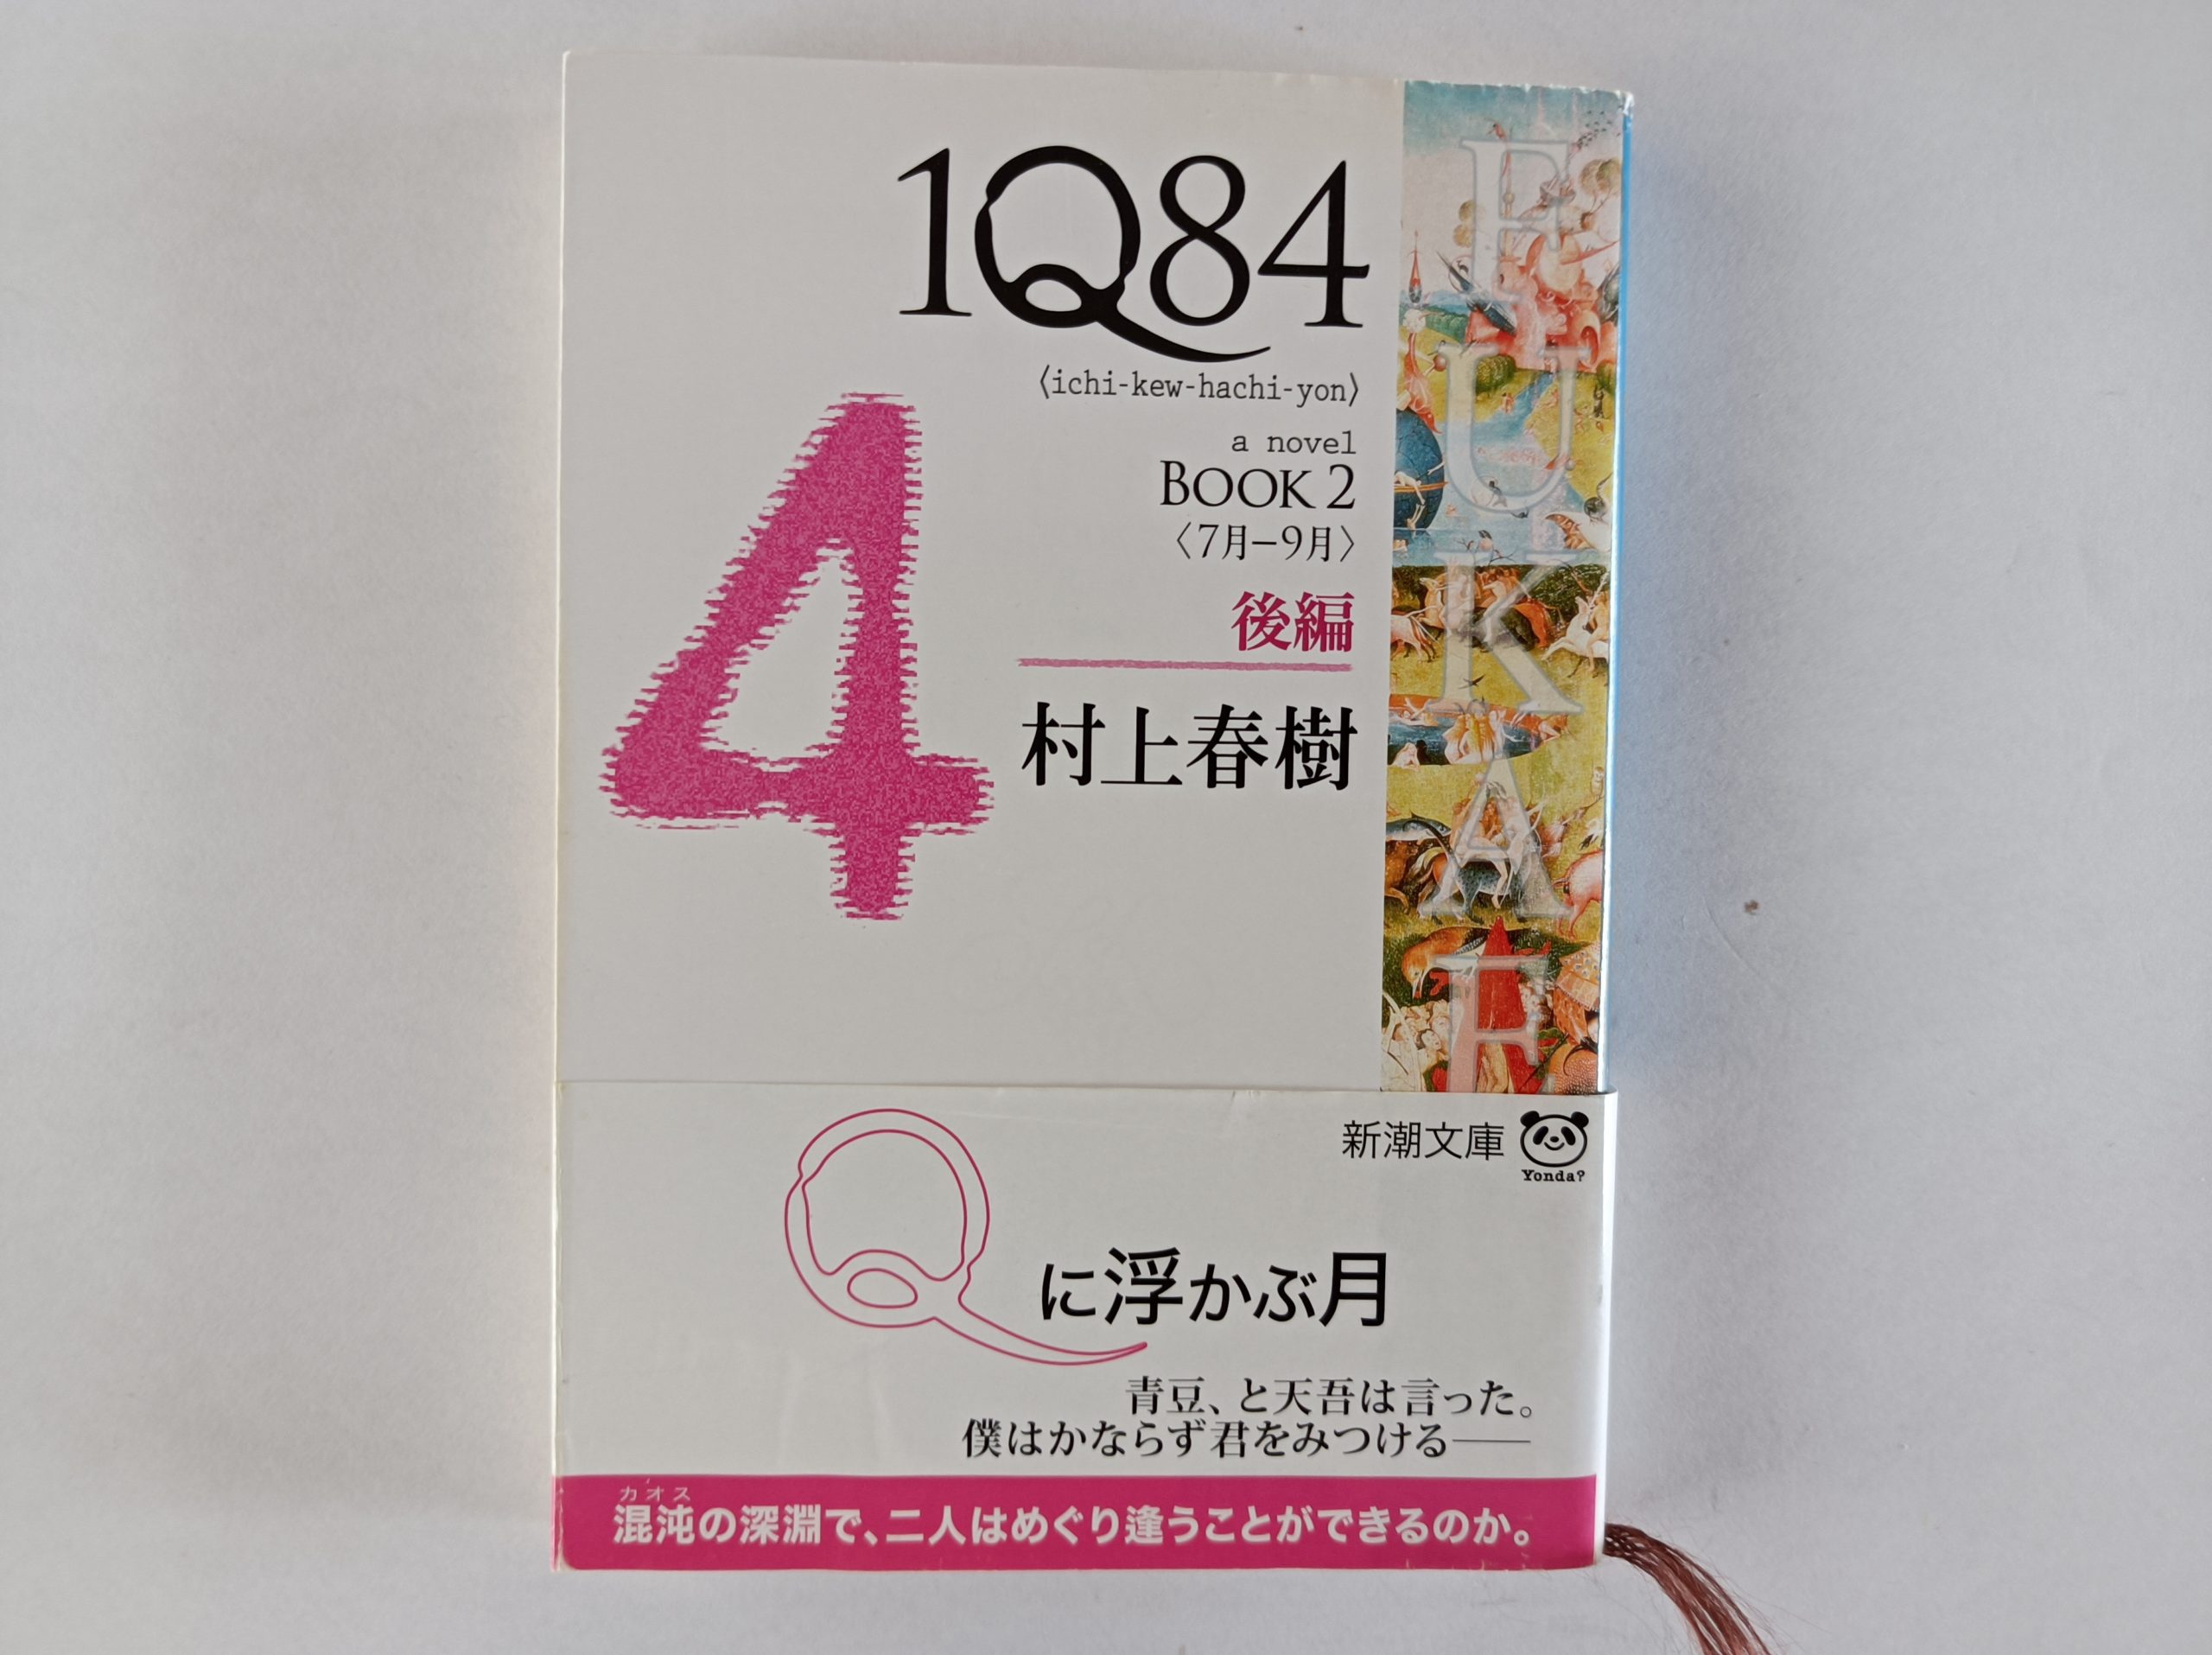 1Q84
〈ichi-kew-hachi-yon〉
a novel
BOOK 2
〈7月−9月〉
後編
村上春樹
4
FUKAE
新潮文庫
Yonda?
Qに浮かぶ月
青豆、と天吾は言った。
僕はかならず君をみつける――
カオス
混沌の深淵で、二人はめぐり逢うことができるのか。